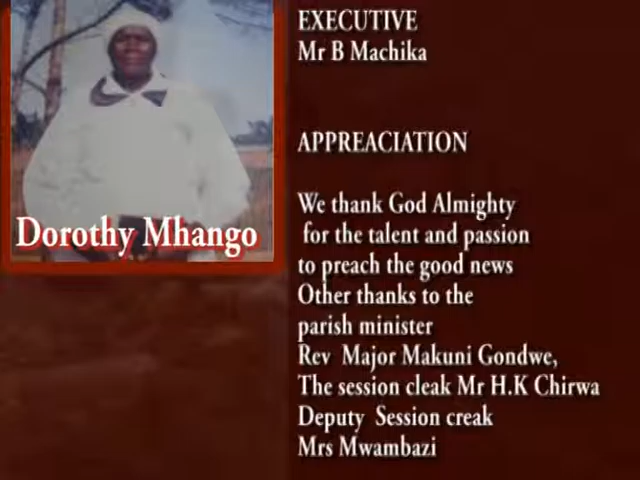 Dorothy Mhango
EXECUTIVE
Mr B Machika
APPREACIATION
We thank God Almighty
for the talent and passion
to preach the good news
Other thanks to the
parish minister
Rev Major Makuni Gondwe,
The session cleak Mr H.K Chirwa
Deputy Session creak
Mrs Mwambazi